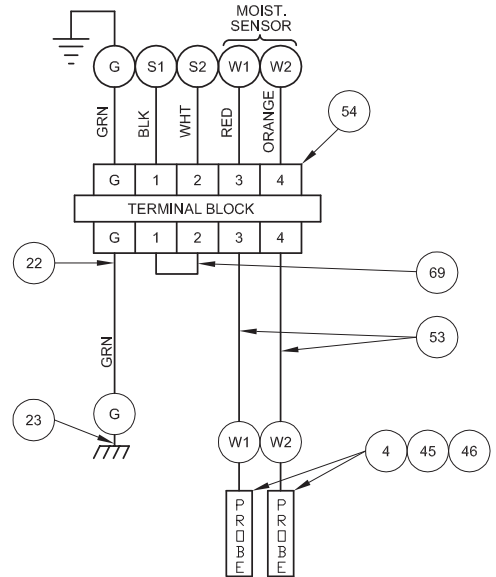 MOIST.
SENSOR
G S1 S2 W1 W2
GRN BLK WHT RED ORANGE
54
G 1 2 3 4
TERMINAL BLOCK
G 1 2 3 4
22
69
53
GRN
23
G
W1 W2
4 45 46
PROBE PROBE